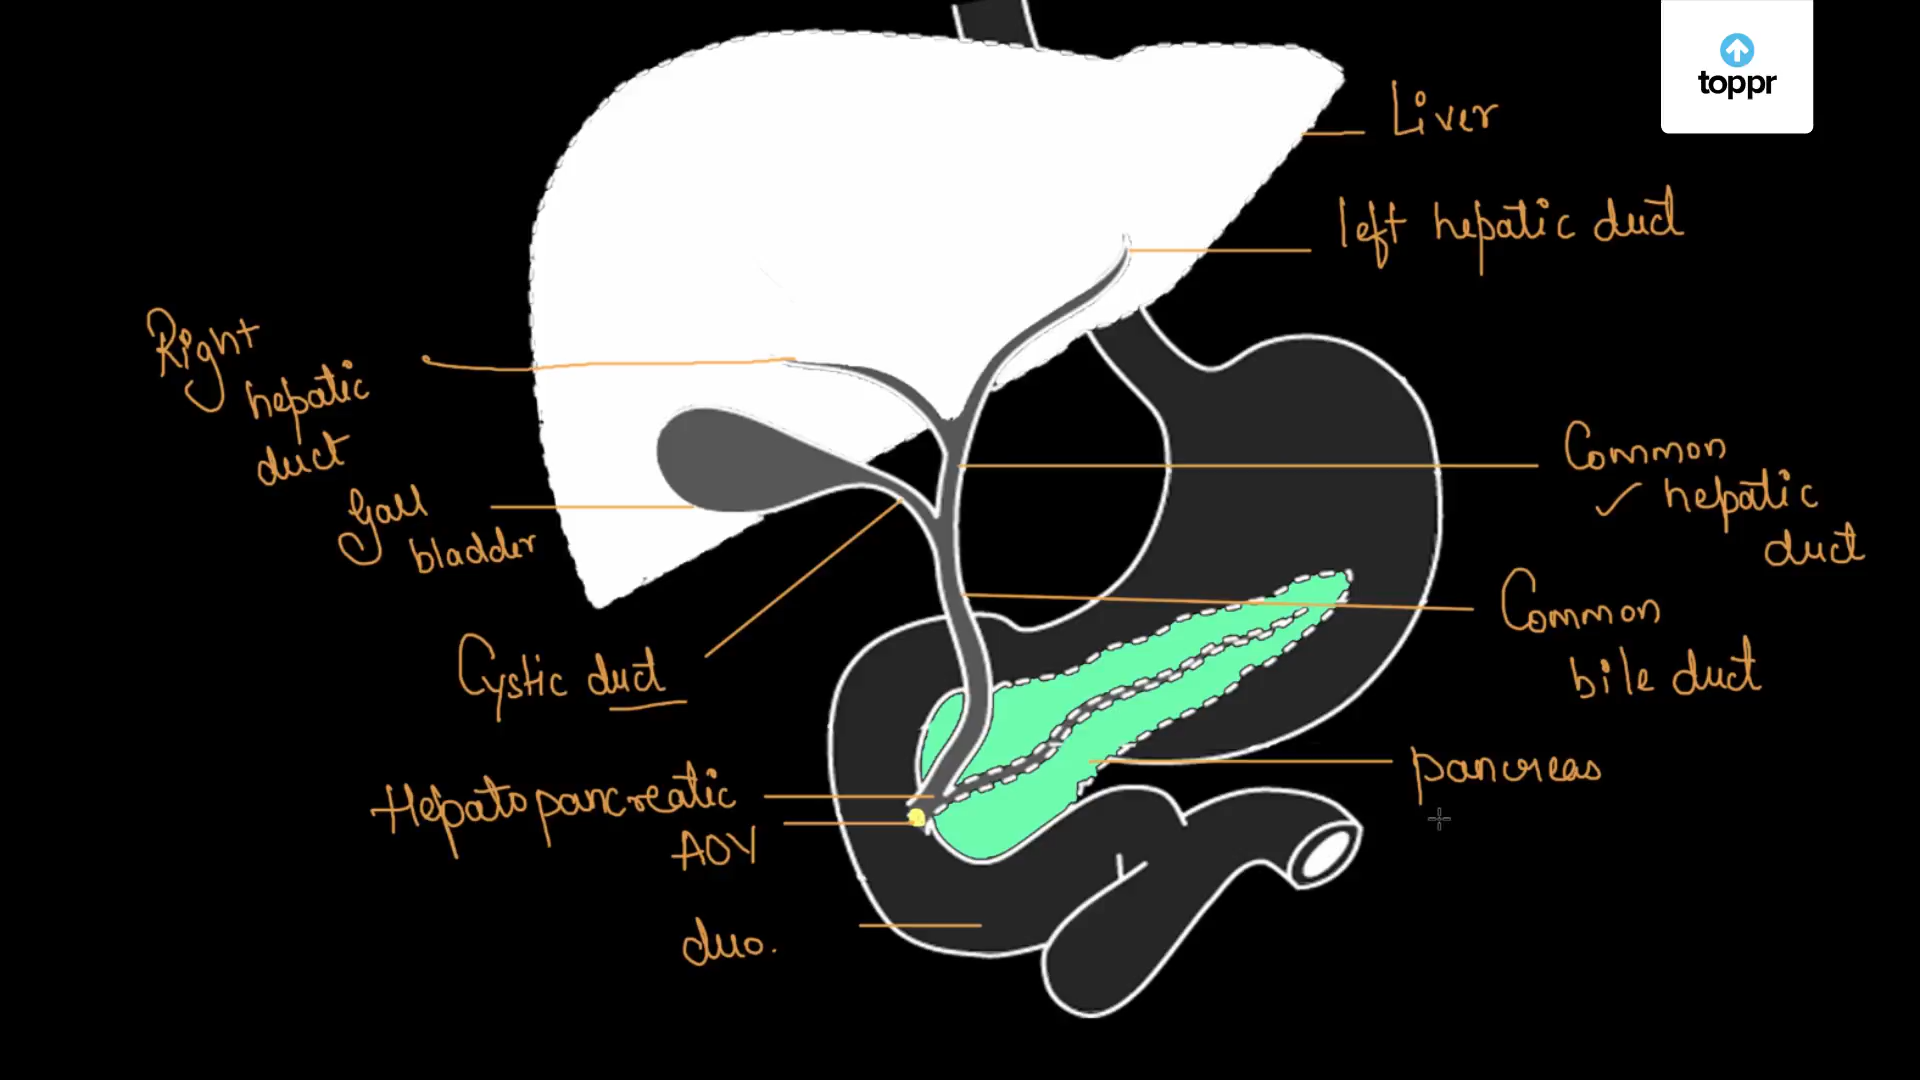 toppr
Liver
left hepatic duct
Right
hepatic
duct
Gall
bladder
Common
hepatic
duct
Common
bile duct
Cystic duct
Hepatopancreatic
AOV
pancreas
duo.